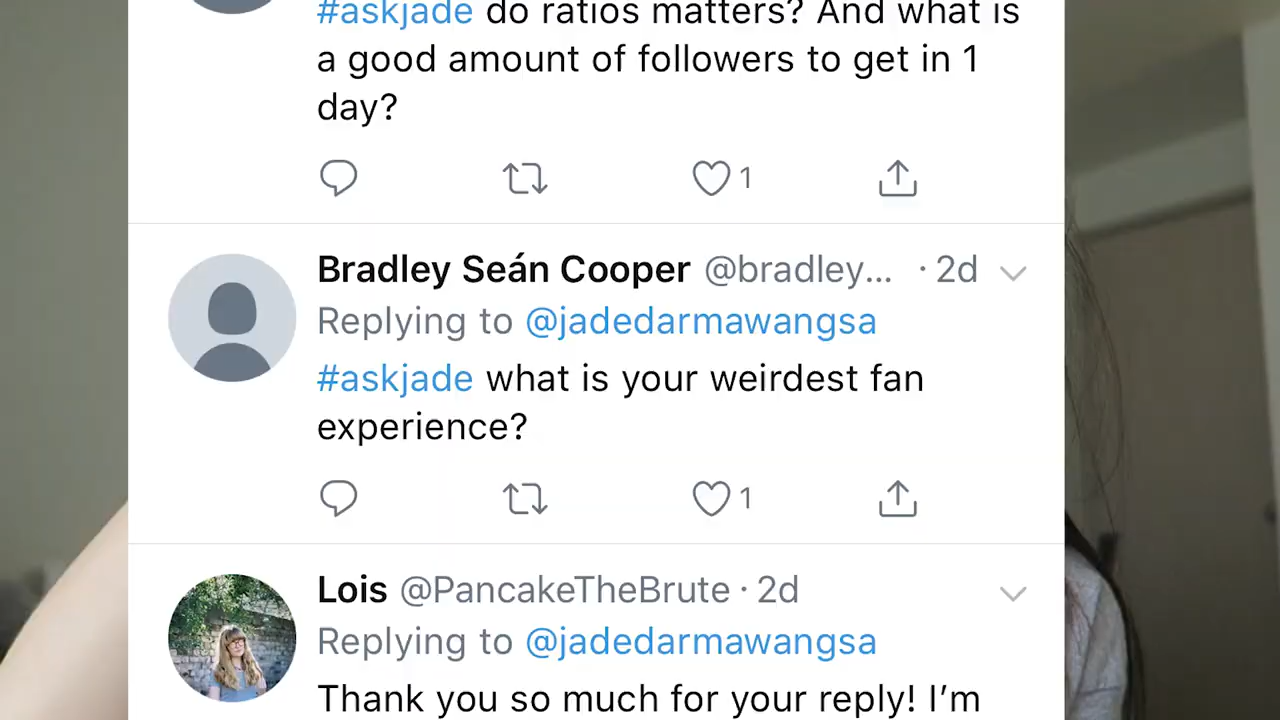 #askjade do ratios matters? And what is
a good amount of followers to get in 1
day?
1
Bradley Seán Cooper @bradley... · 2d
Replying to @jadedarmawangsa
#askjade what is your weirdest fan
experience?
1
Lois @PancakeTheBrute · 2d
Replying to @jadedarmawangsa
Thank you so much for your reply! I’m